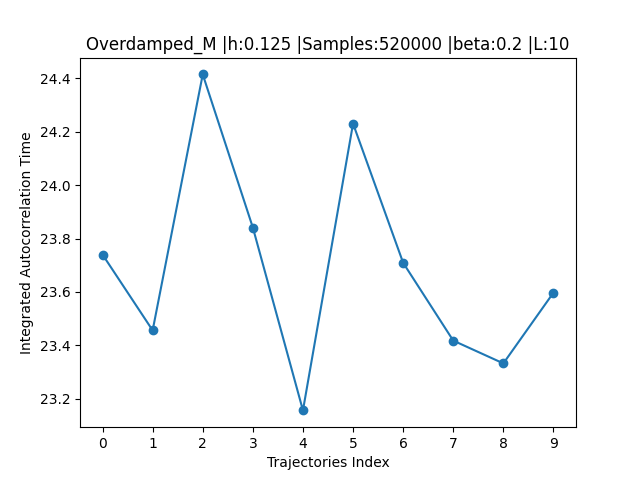 Overdamped_M |h:0.125 |Samples:520000 |beta:0.2 |L:10
Integrated Autocorrelation Time
24.4
24.2
24.0
23.8
23.6
23.4
23.2
0 1 2 3 4 5 6 7 8 9
Trajectories Index